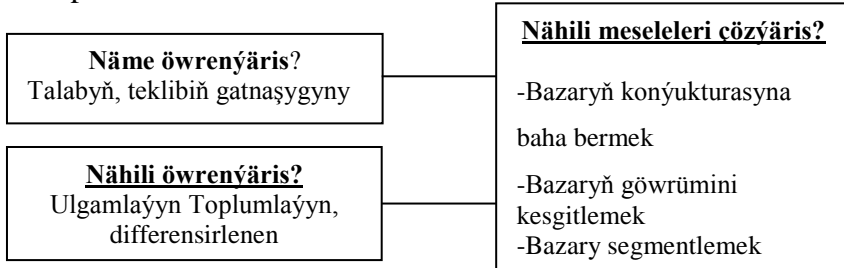 Näme öwrenýäris?
Talabyň, teklibiň gatnaşygyny
Nähili öwrenýäris?
Ulgamlaýyn Toplumlaýyn,
differensirlenen
Nähili meseleleri çözýäris?
-Bazaryň konýukturasyna
baha bermek
-Bazaryň göwrümini
kesgitlemek
-Bazary segmentlemek